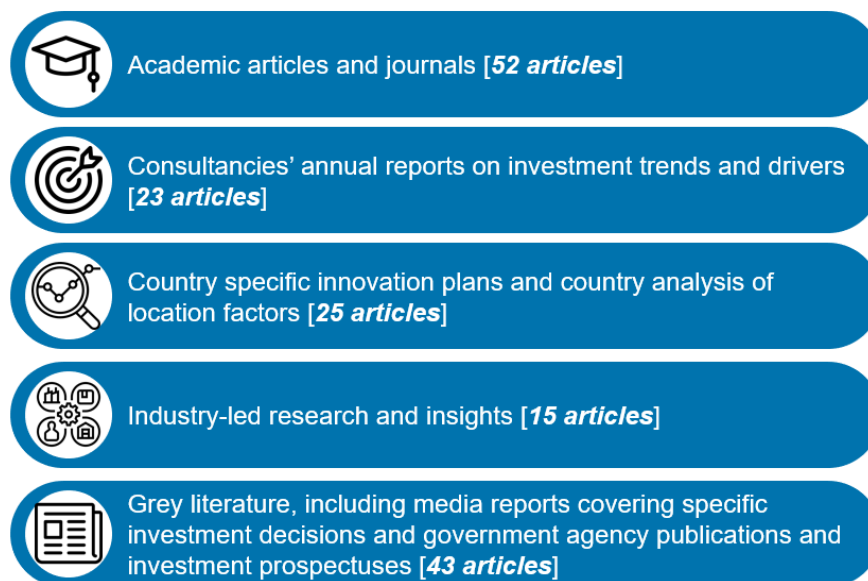 Academic articles and journals [52 articles]
Consultancies’ annual reports on investment trends and drivers
[23 articles]
Country specific innovation plans and country analysis of
location factors [25 articles]
Industry-led research and insights [15 articles]
Grey literature, including media reports covering specific
investment decisions and government agency publications and
investment prospectuses [43 articles]